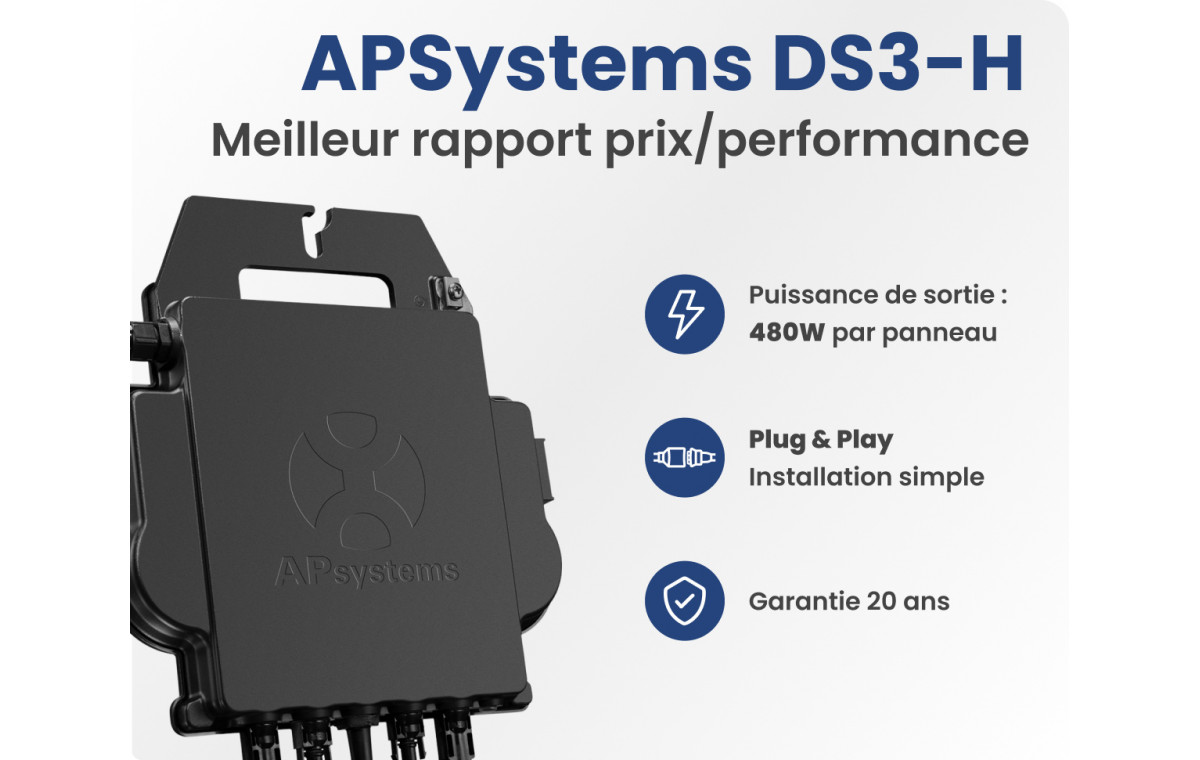 APSystems DS3-H
Meilleur rapport prix/performance
Puissance de sortie :
480W par panneau
Plug & Play
Installation simple
Garantie 20 ans
APsystems